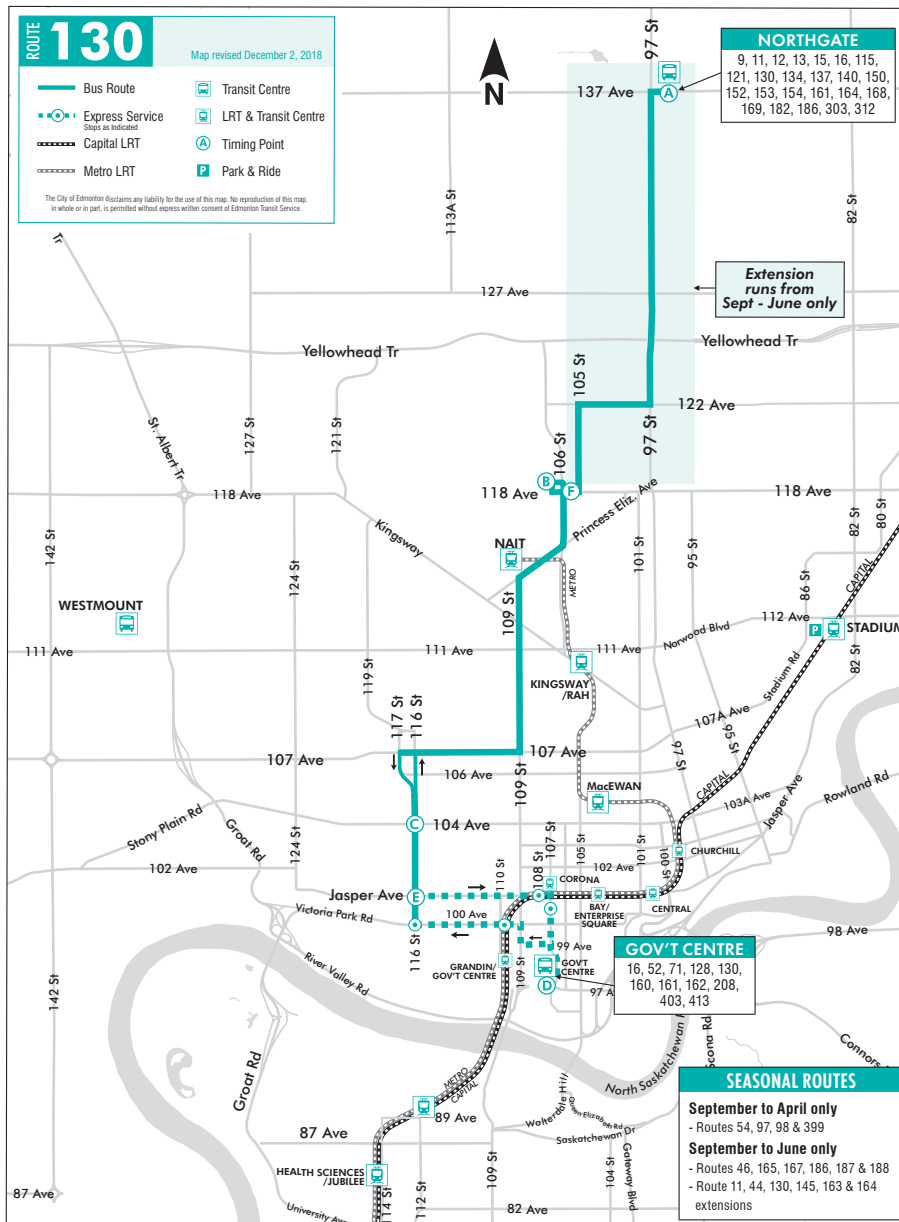 ROUTE 130
Map revised December 2, 2018
Bus Route
Express Service
Stops as Indicated
Capital LRT
Metro LRT
Transit Centre
LRT & Transit Centre
A Timing Point
P Park & Ride
The City of Edmonton disclaims any liability for the use of this map. No reproduction of this map,
in whole or in part, is permitted without express written consent of Edmonton Transit Service.
N
97 St
NORTHGATE
9, 11, 12, 13, 15, 16, 115,
121, 130, 134, 137, 140, 150,
152, 153, 154, 161, 164, 168,
169, 182, 186, 303, 312
137 Ave
A
113A St
82 St
Tr
Extension
runs from
Sept - June only
127 Ave
Yellowhead Tr
Yellowhead Tr
105 St
122 Ave
97 St
St. Albert Tr
127 St
121 St
106 St
B
F
118 Ave
118 Ave
118 Ave
Princess Eliz. Ave
Kingsway
142 St
124 St
NAIT
METRO
101 St
95 St
82 St
80 St
86 St
CAPITAL
WESTMOUNT
109 St
112 Ave
P
STADIUM
111 Ave
111 Ave
111 Ave
Norwood Blvd
Stadium Rd
82 St
KINGSWAY
/RAH
119 St
117 St
116 St
107A Ave
107 Ave
107 Ave
97 St
95 St
106 Ave
109 St
MacEWAN
CAPITAL
103A Ave
Jasper Ave
Rowland Rd
Stony Plain Rd
Groat Rd
124 St
C
104 Ave
107 St
105 St
101 St
100 St
CHURCHILL
102 Ave
102 Ave
110 St
108 St
CORONA
Jasper Ave
E
BAY/
ENTERPRISE
SQUARE
CENTRAL
Victoria Park Rd
100 Ave
98 Ave
116 St
99 Ave
River Valley Rd
GRANDIN/
GOV'T CENTRE
109 St
GOV'T
CENTRE
D
97 A
GOV'T CENTRE
16, 52, 71, 128, 130,
160, 161, 162, 208,
403, 413
142 St
Groat Rd
North Saskatchewan
Scona Rd
Connors
METRO
CAPITAL
Walterdale Hill
Queen Elizabeth Rd
Saskatchewan Dr
89 Ave
87 Ave
HEALTH SCIENCES
/JUBILEE
114 St
112 St
109 St
104 St
Gateway Blvd
87 Ave
University Av
82 Ave
SEASONAL ROUTES
September to April only
- Routes 54, 97, 98 & 399
September to June only
- Routes 46, 165, 167, 186, 187 & 188
- Route 11, 44, 130, 145, 163 & 164
extensions